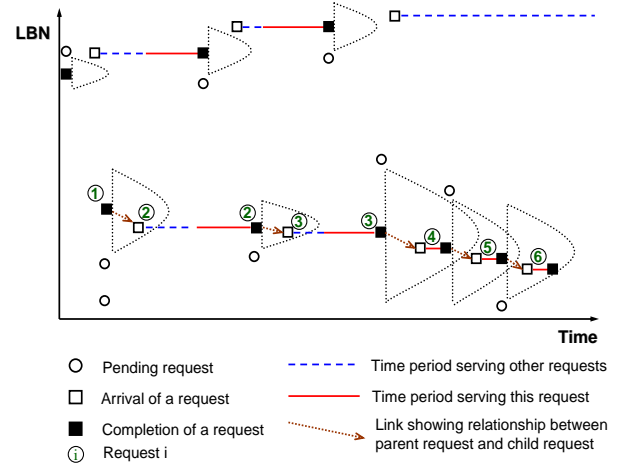 LBN
1
2
2
3
3
4
5
6
Time
Pending request
Time period serving other requests
Arrival of a request
Time period serving this request
Completion of a request
Link showing relationship between
parent request and child request
i Request i